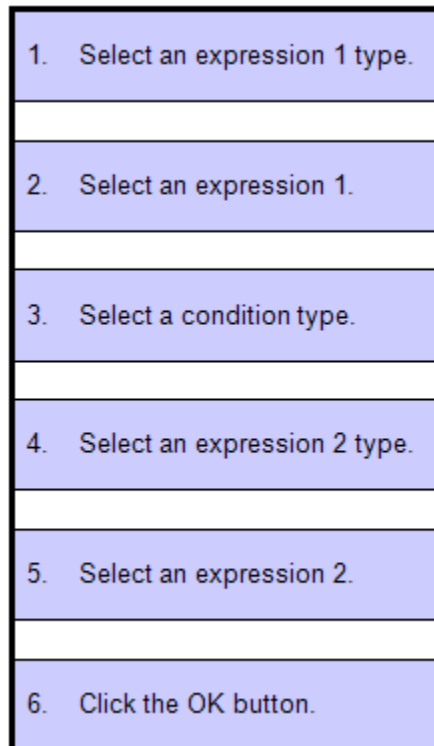 1. Select an expression 1 type.
2. Select an expression 1.
3. Select a condition type.
4. Select an expression 2 type.
5. Select an expression 2.
6. Click the OK button.